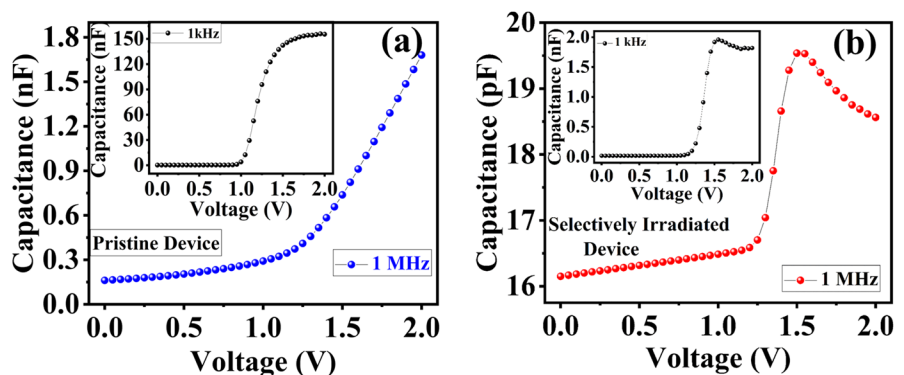 (a)
Capacitance (nF)
1.8
1.5
1.2
0.9
0.6
0.3
0.0
0.0 0.5 1.0 1.5 2.0
Voltage (V)
Pristine Device
1 MHz
Capacitance (nF)
150
120
90
60
30
0
1kHz
0.0 0.5 1.0 1.5 2.0
Voltage (V)
(b)
Capacitance (pF)
20
19
18
17
16
0.0 0.5 1.0 1.5 2.0
Voltage (V)
Selectively Irradiated
Device
1 MHz
Capacitance (nF)
2.0
1.5
1.0
0.5
0.0
1 kHz
0.0 0.5 1.0 1.5 2.0
Voltage (V)